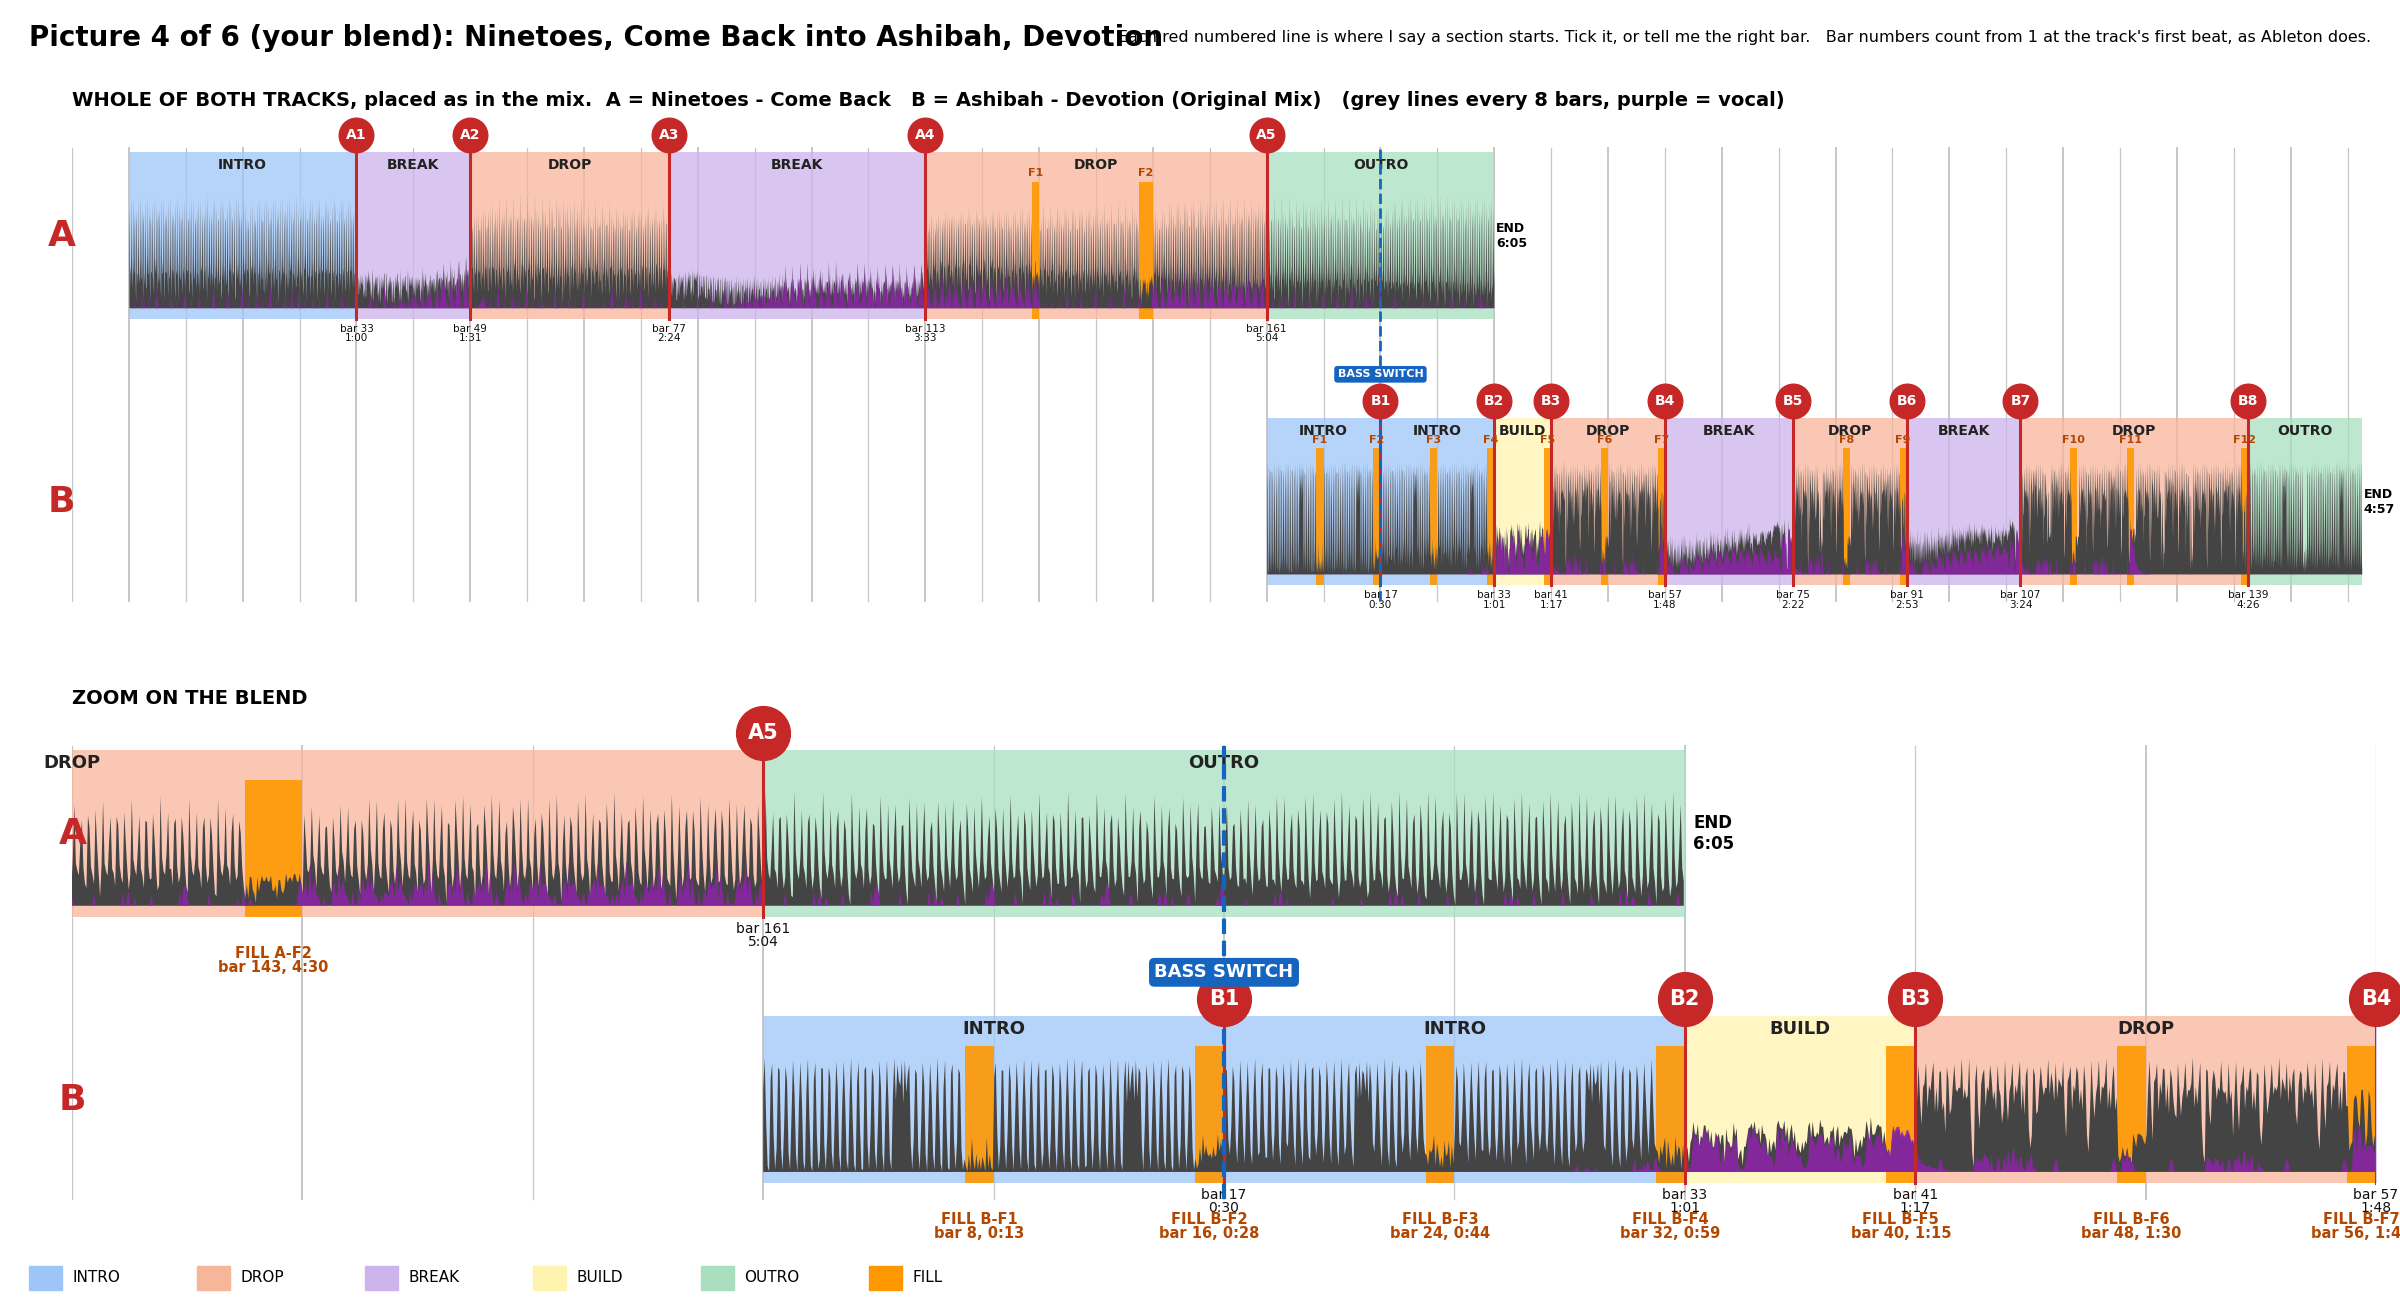 Picture 4 of 6 (your blend): Ninetoes, Come Back into Ashibah, Devotion
red numbered line is where I say a section starts. Tick it, or tell me the right bar.   Bar numbers count from 1 at the track's first beat, as Ableton does.
WHOLE OF BOTH TRACKS, placed as in the mix.  A = Ninetoes - Come Back   B = Ashibah - Devotion (Original Mix)   (grey lines every 8 bars, purple = vocal)
A1 A2 A3 A4 A5
INTRO BREAK DROP BREAK DROP OUTRO
F1 F2
A
END
6:05
bar 33 bar 49 bar 77 bar 113 bar 161
1:00 1:31 2:24 3:33 5:04
BASS SWITCH
B1 B2 B3 B4 B5 B6 B7 B8
INTRO INTRO BUILD DROP BREAK DROP BREAK DROP OUTRO
F1 F2 F3 F4 F5 F6 F7 F8 F9 F10 F11 F12
B
END
4:57
bar 17 bar 33 bar 41 bar 57 bar 75 bar 91 bar 107 bar 139
0:30 1:01 1:17 1:48 2:22 2:53 3:24 4:26
ZOOM ON THE BLEND
A5
DROP OUTRO
A
END
6:05
bar 161
5:04
FILL A-F2
bar 143, 4:30
BASS SWITCH
B1 B2 B3 B4
INTRO INTRO BUILD DROP
B
bar 17 bar 33 bar 41 bar 57
0:30 1:01 1:17 1:48
FILL B-F1 FILL B-F2 FILL B-F3 FILL B-F4 FILL B-F5 FILL B-F6 FILL B-F7
bar 8, 0:13 bar 16, 0:28 bar 24, 0:44 bar 32, 0:59 bar 40, 1:15 bar 48, 1:30 bar 56, 1:4
INTRO DROP BREAK BUILD OUTRO FILL